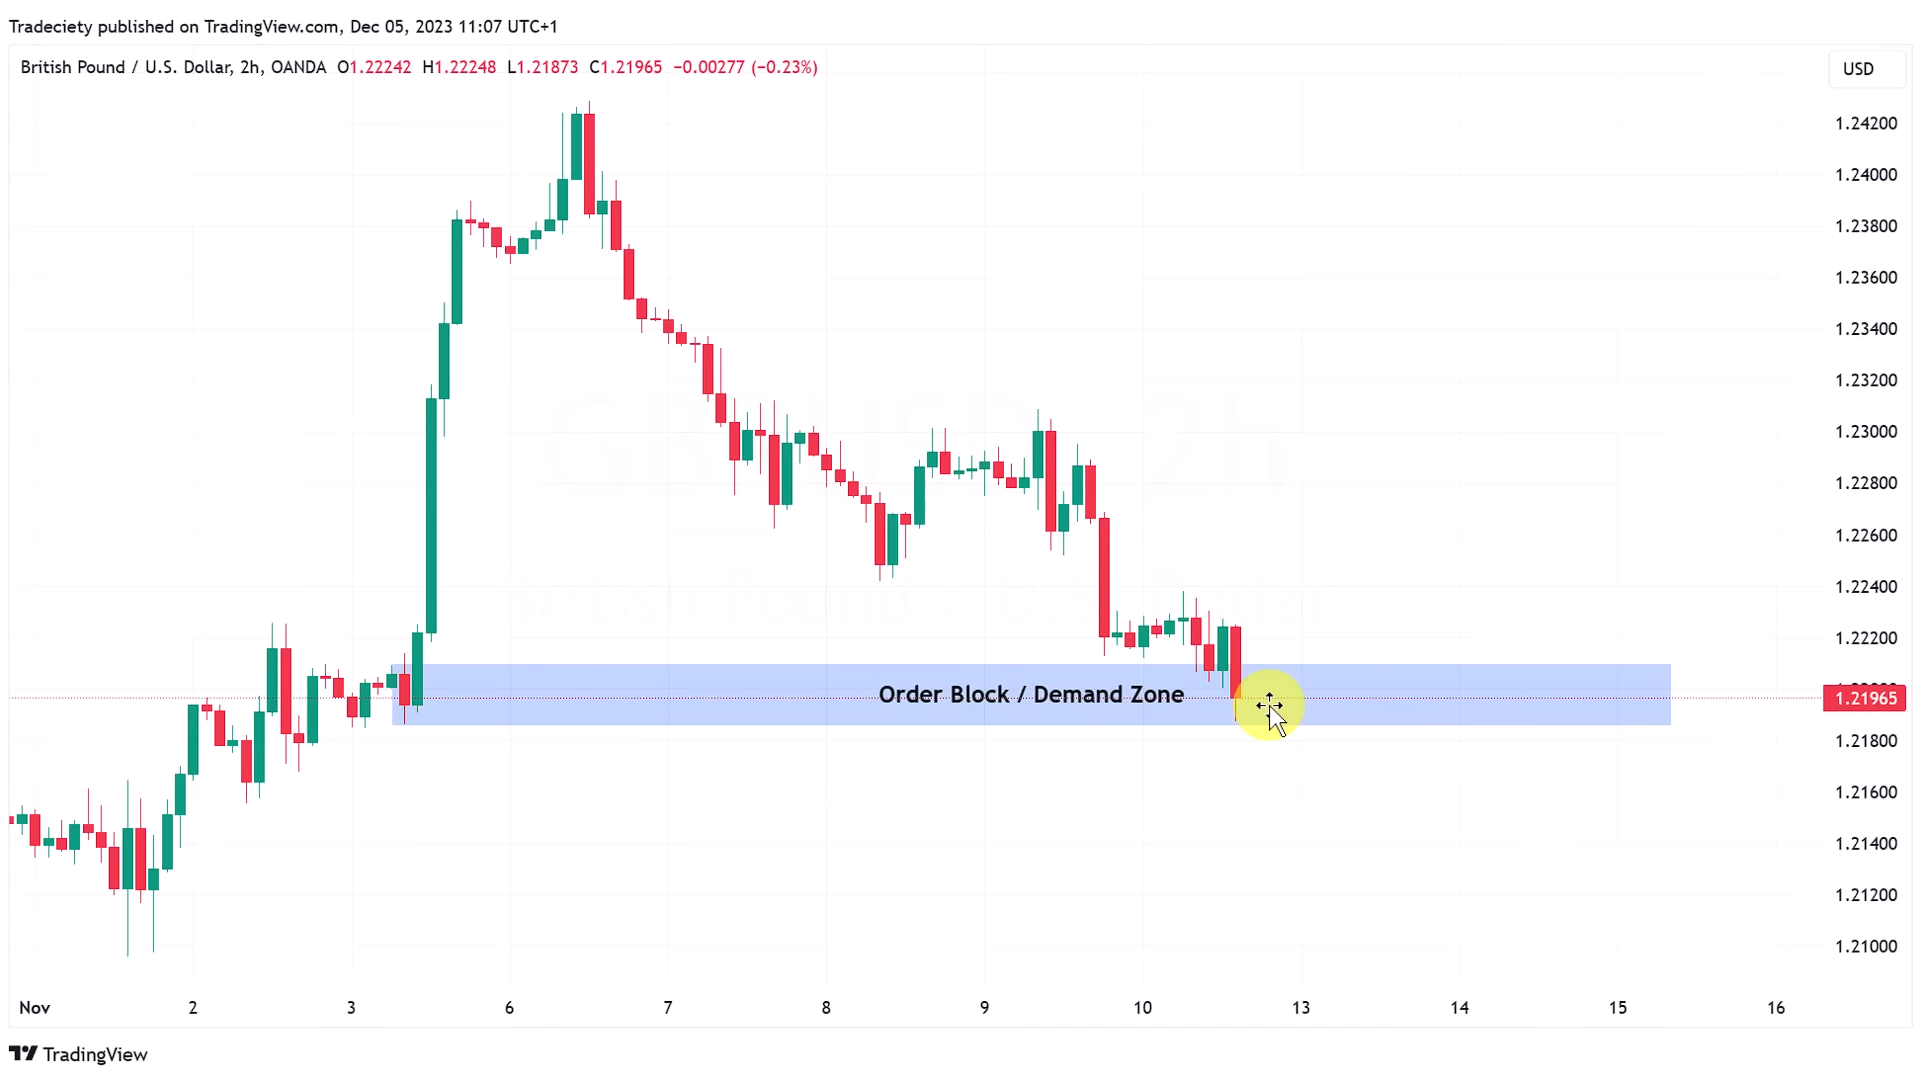 Tradeciety published on TradingView.com, Dec 05, 2023 11:07 UTC+1
British Pound / U.S. Dollar, 2h, OANDA O1.22242 H1.22248 L1.21873 C1.21965 −0.00277 (−0.23%)
USD
1.24200
1.24000
1.23800
1.23600
1.23400
1.23200
1.23000
1.22800
1.22600
1.22400
1.22200
Order Block / Demand Zone
1.21965
1.21800
1.21600
1.21400
1.21200
1.21000
Nov 2 3 6 7 8 9 10 13 14 15 16
TradingView